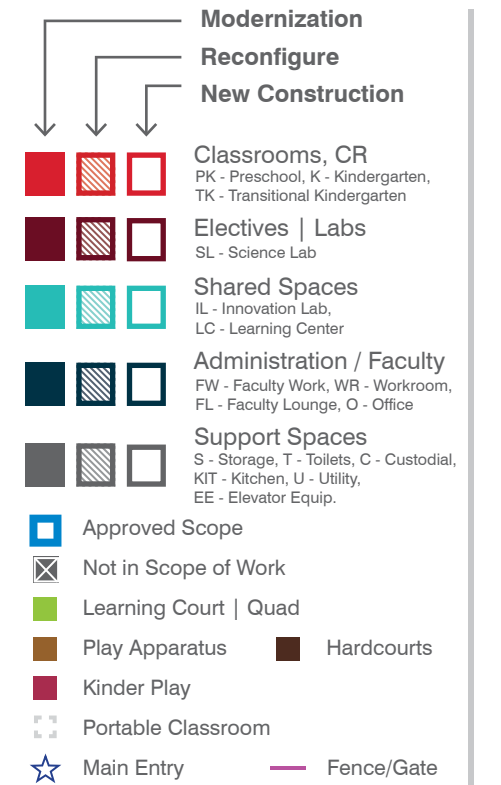 Modernization
Reconfigure
New Construction
Classrooms, CR
PK - Preschool, K - Kindergarten,
TK - Transitional Kindergarten
Electives | Labs
SL - Science Lab
Shared Spaces
IL - Innovation Lab,
LC - Learning Center
Administration / Faculty
FW - Faculty Work, WR - Workroom,
FL - Faculty Lounge, O - Office
Support Spaces
S - Storage, T - Toilets, C - Custodial,
KIT - Kitchen, U - Utility,
EE - Elevator Equip.
Approved Scope
Not in Scope of Work
Learning Court | Quad
Play Apparatus Hardcourts
Kinder Play
Portable Classroom
Main Entry Fence/Gate